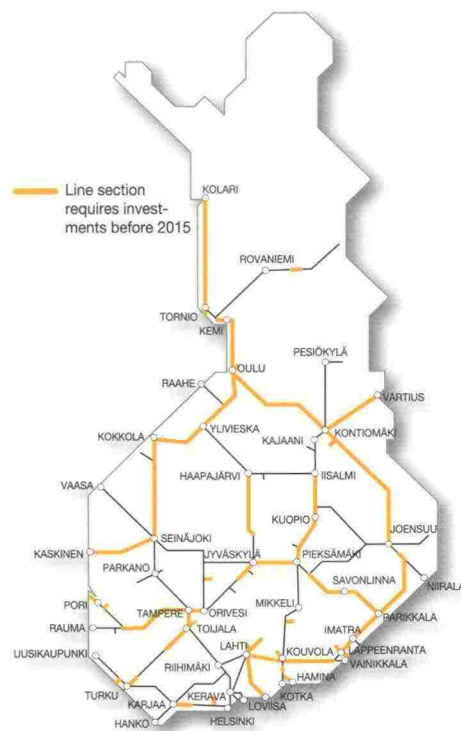 Line section
requires invest-
ments before 2015
KOLARI
ROVANIEMI
TORNIO
KEMI
PESIÖKYLÄ
OULU
RAAHE
VARTIUS
YLIVIESKA
KONTIOMÄKI
KOKKOLA
KAJAANI
HAAPAJÄRVI
IISALMI
VAASA
KUOPIO
SEINÄJOKI
JOENSUU
KASKINEN
JYVÄSKYLÄ
PIEKSÄMÄKI
PARKANO
SAVONLINNA
NIIRALA
PORI
TAMPERE
ORIVESI
MIKKELI
PARIKKALA
RAUMA
TOIJALA
IMATRA
LAHTI
UUSIKAUPUNKI
RIIHIMÄKI
KOUVOLA
LAPPEENRANTA
VAINIKKALA
TURKU
KERAVA
HAMINA
KARJAA
LOVIISA
KOTKA
HANKO
HELSINKI